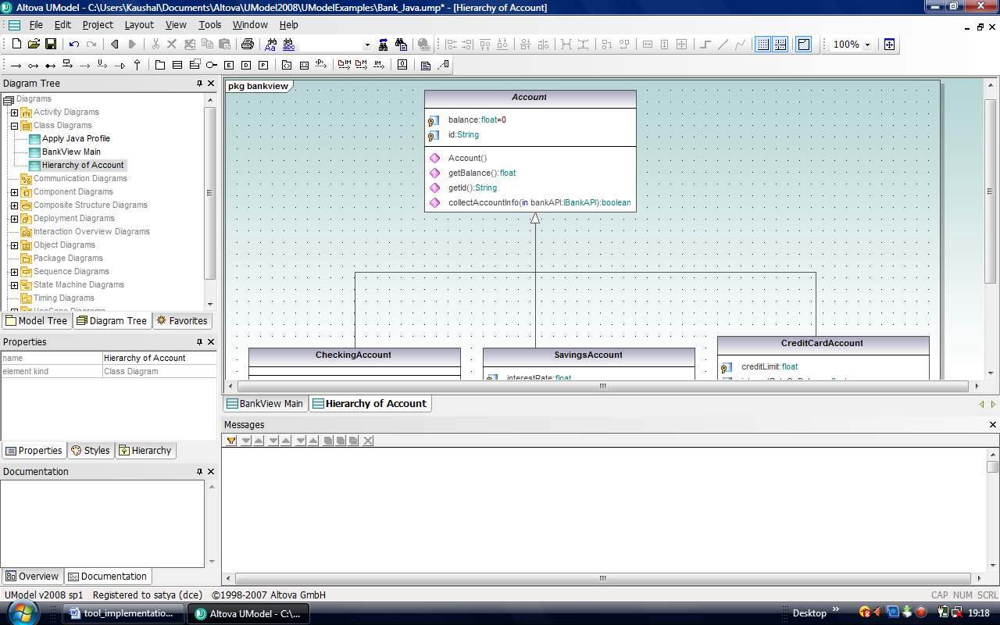 Altova UModel - C:\Users\Kaushal\Documents\Altova\UModel2008\UModelExamples\Bank_Java.ump* - [Hierarchy of Account]
File Edit Project Layout View Tools Window Help
100%
Diagram Tree
Diagrams
Activity Diagrams
Class Diagrams
Apply Java Profile
BankView Main
Hierarchy of Account
Communication Diagrams
Component Diagrams
Composite Structure Diagrams
Deployment Diagrams
Interaction Overview Diagrams
Object Diagrams
Package Diagrams
Sequence Diagrams
State Machine Diagrams
Timing Diagrams
Model Tree Diagram Tree Favorites
Properties
name Hierarchy of Account
element kind Class Diagram
Properties Styles Hierarchy
Documentation
Overview Documentation
pkg bankview
Account
balance:float=0
id:String
Account()
getBalance():float
getId():String
collectAccountInfo(in bankAPI:IBankAPI):boolean
CheckingAccount
SavingsAccount
interestRate:float
CreditCardAccount
creditLimit:float
BankView Main Hierarchy of Account
Messages
UModel v2008 sp1 Registered to satya (dce) ©1998-2007 Altova GmbH
CAP NUM SCRL
tool_implementatio... Altova UModel - C:\... Desktop 19:18